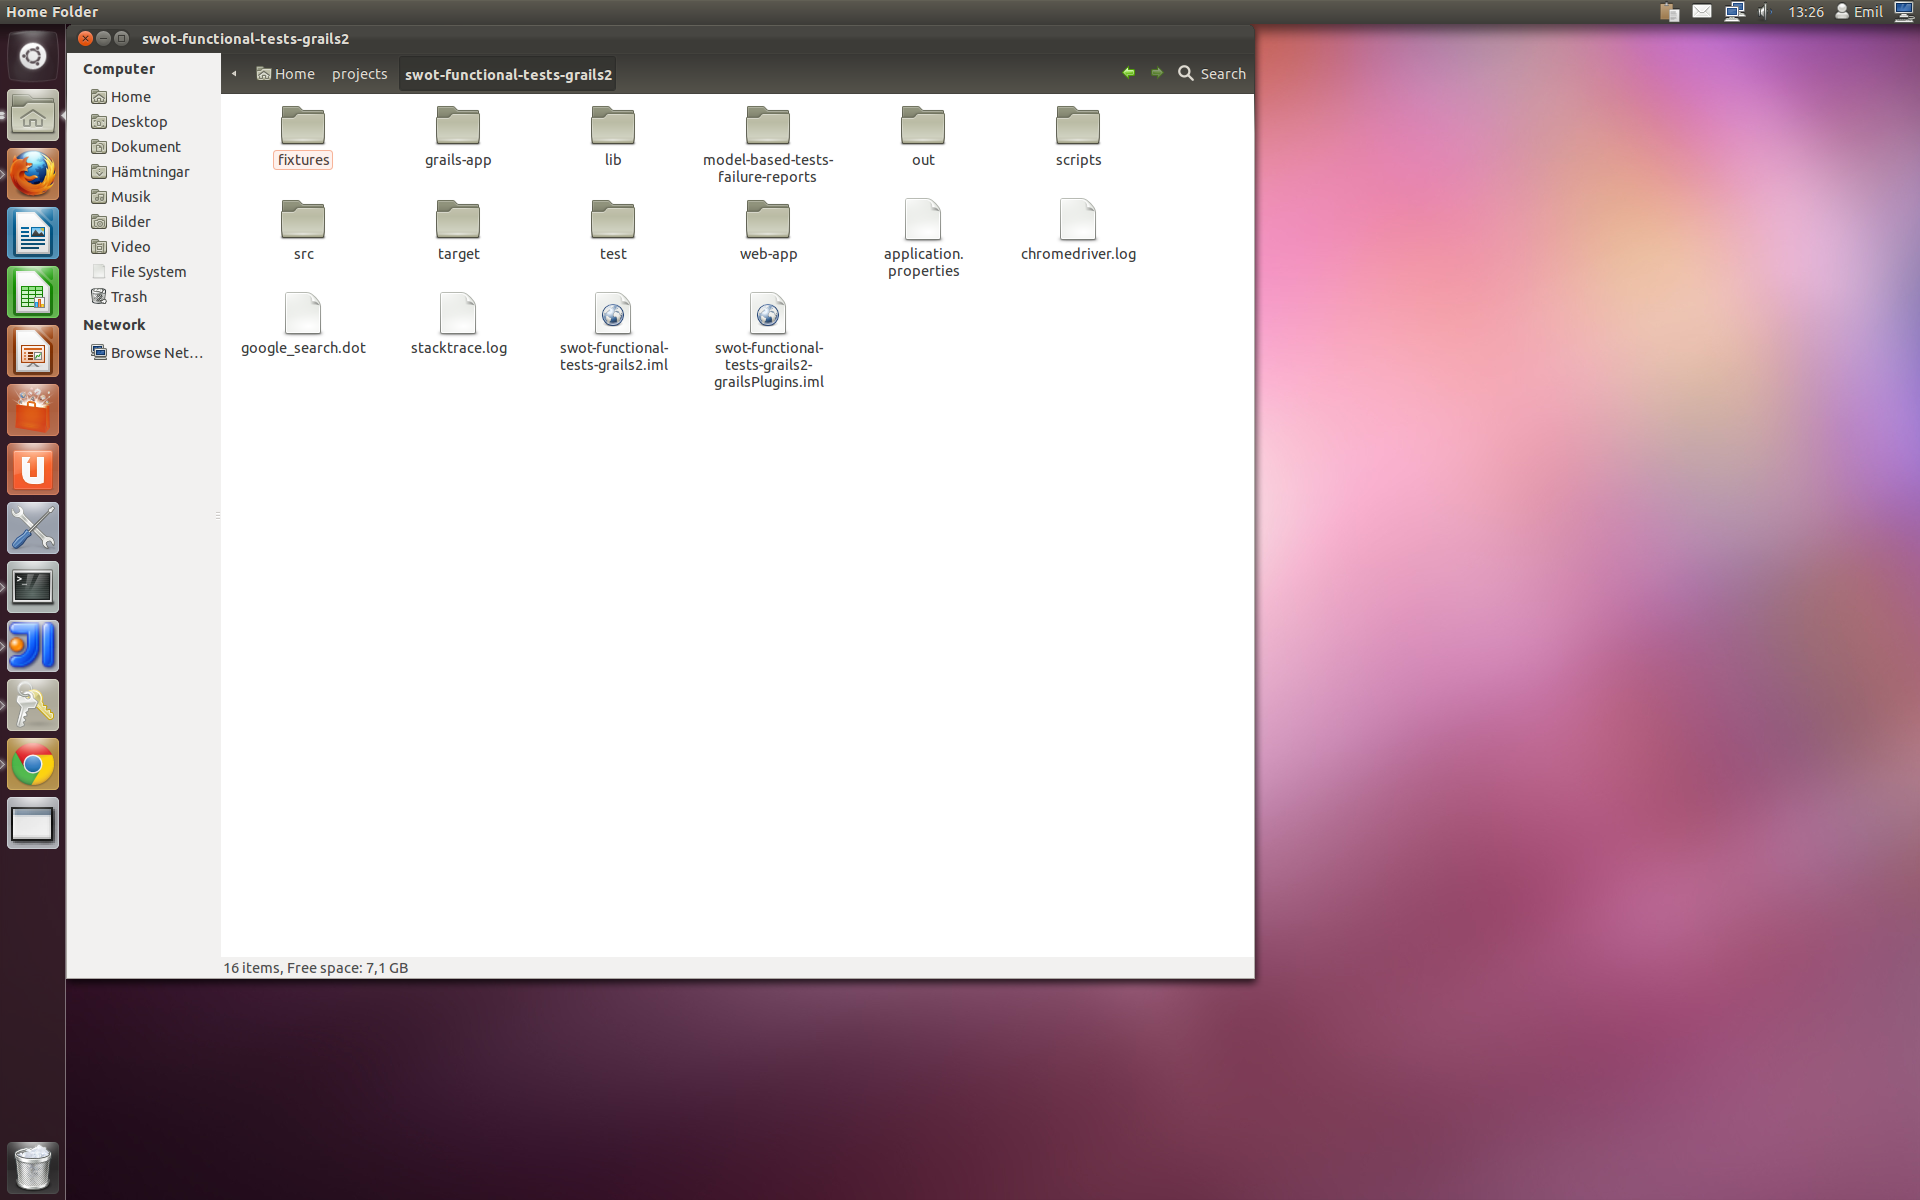 Home Folder
13:26 Emil
swot-functional-tests-grails2
Computer
Home
Desktop
Dokument
Hämtningar
Musik
Bilder
Video
File System
Trash
Network
Browse Net...
Home projects swot-functional-tests-grails2 Search
fixtures
grails-app
lib
model-based-tests-
failure-reports
out
scripts
src
target
test
web-app
application.
properties
chromedriver.log
google_search.dot
stacktrace.log
swot-functional-
tests-grails2.iml
swot-functional-
tests-grails2-
grailsPlugins.iml
16 items, Free space: 7,1 GB